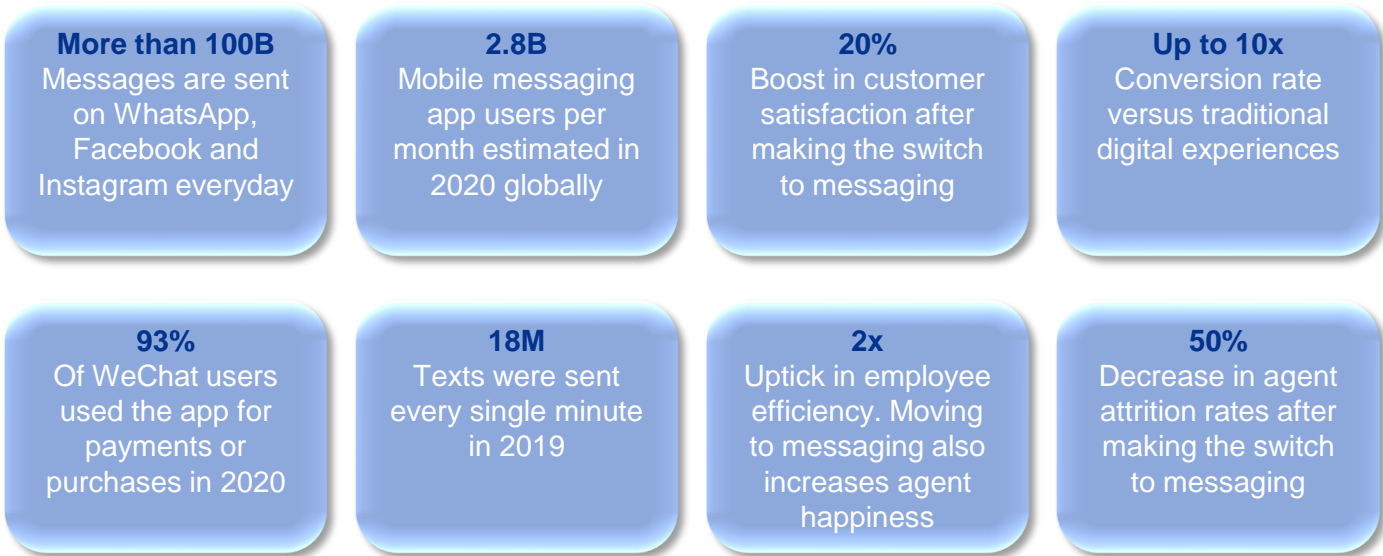 More than 100B
Messages are sent
on WhatsApp,
Facebook and
Instagram everyday
2.8B
Mobile messaging
app users per
month estimated in
2020 globally
20%
Boost in customer
satisfaction after
making the switch
to messaging
Up to 10x
Conversion rate
versus traditional
digital experiences
93%
Of WeChat users
used the app for
payments or
purchases in 2020
18M
Texts were sent
every single minute
in 2019
2x
Uptick in employee
efficiency. Moving
to messaging also
increases agent
happiness
50%
Decrease in agent
attrition rates after
making the switch
to messaging